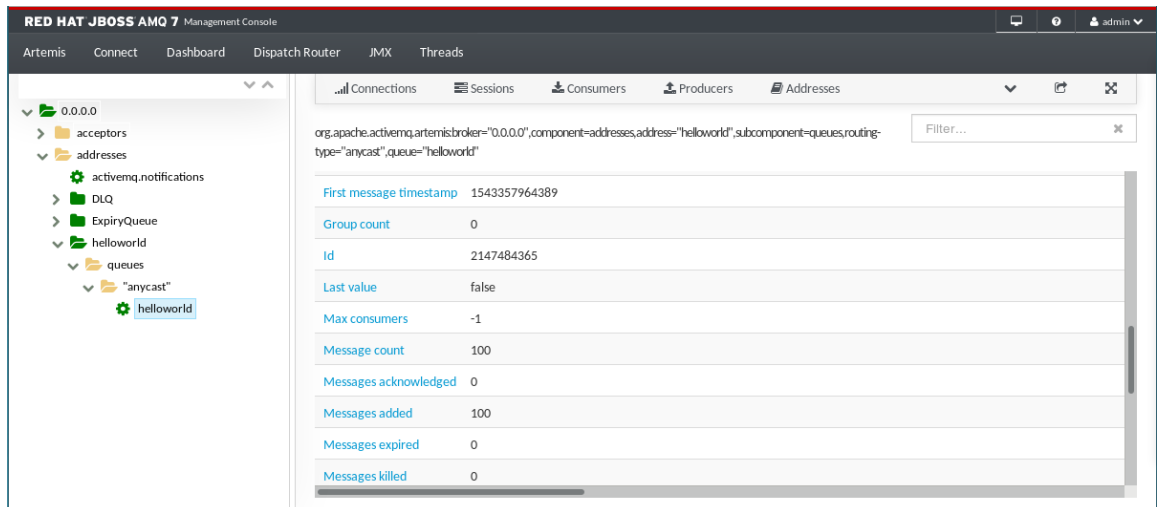 RED HAT JBOSS AMQ 7 Management Console
admin
Artemis Connect Dashboard Dispatch Router JMX Threads
0.0.0.0
acceptors
addresses
activemq.notifications
DLQ
ExpiryQueue
helloworld
queues
"anycast"
helloworld
Connections Sessions Consumers Producers Addresses
org.apache.activemq.artemis:broker="0.0.0.0",component=addresses,address="helloworld",subcomponent=queues,routing-
type="anycast",queue="helloworld"
Filter...
First message timestamp 1543357964389
Group count 0
Id 2147484365
Last value false
Max consumers -1
Message count 100
Messages acknowledged 0
Messages added 100
Messages expired 0
Messages killed 0